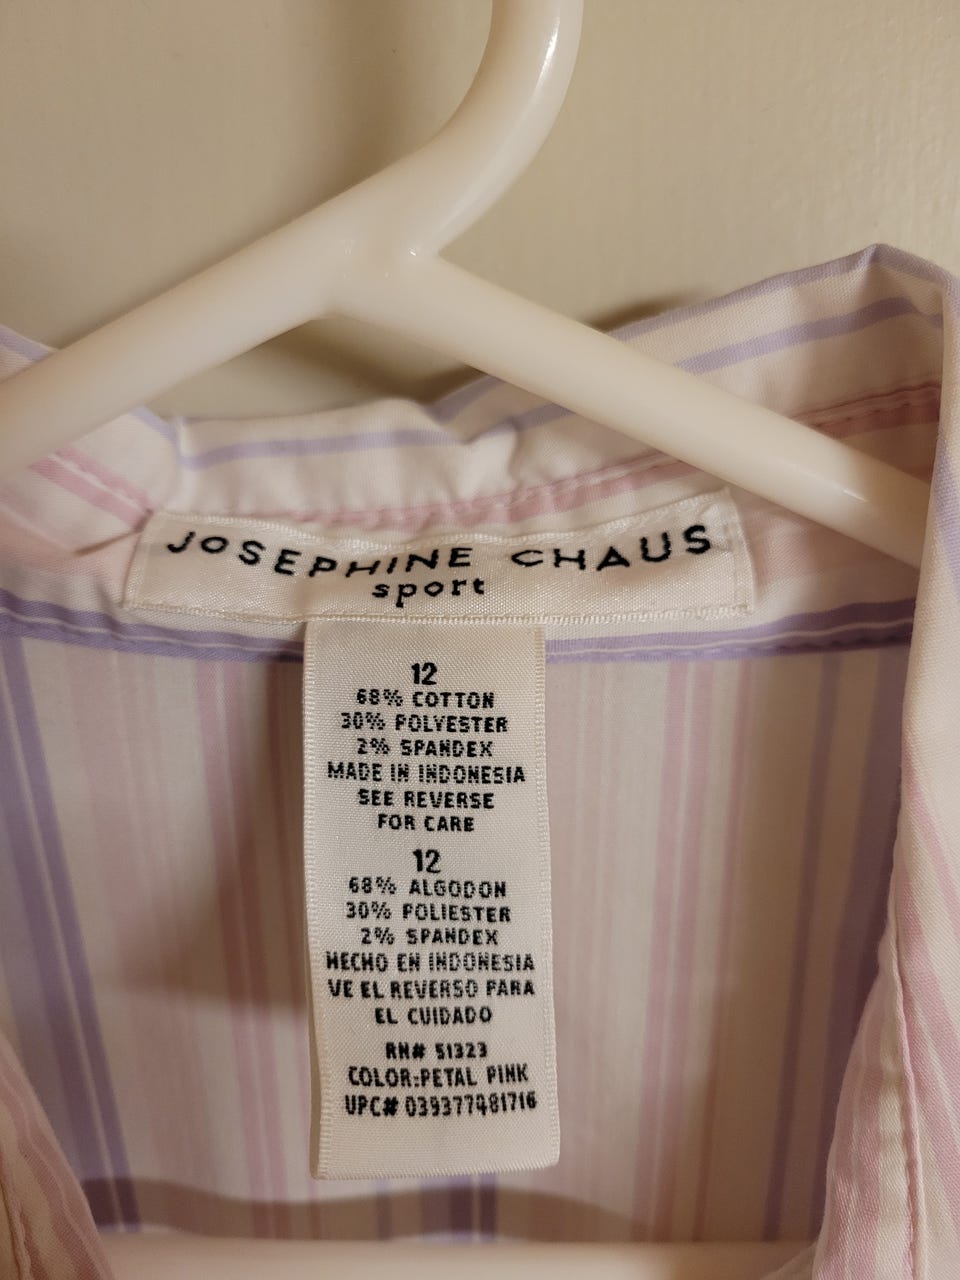 JOSEPHINE CHAUS
sport
12
68% COTTON
30% POLYESTER
2% SPANDEX
MADE IN INDONESIA
SEE REVERSE
FOR CARE
12
68% ALGODON
30% POLIESTER
2% SPANDEX
HECHO EN INDONESIA
VE EL REVERSO PARA
EL CUIDADO
RN# 51323
COLOR:PETAL PINK
UPC# 039377481716